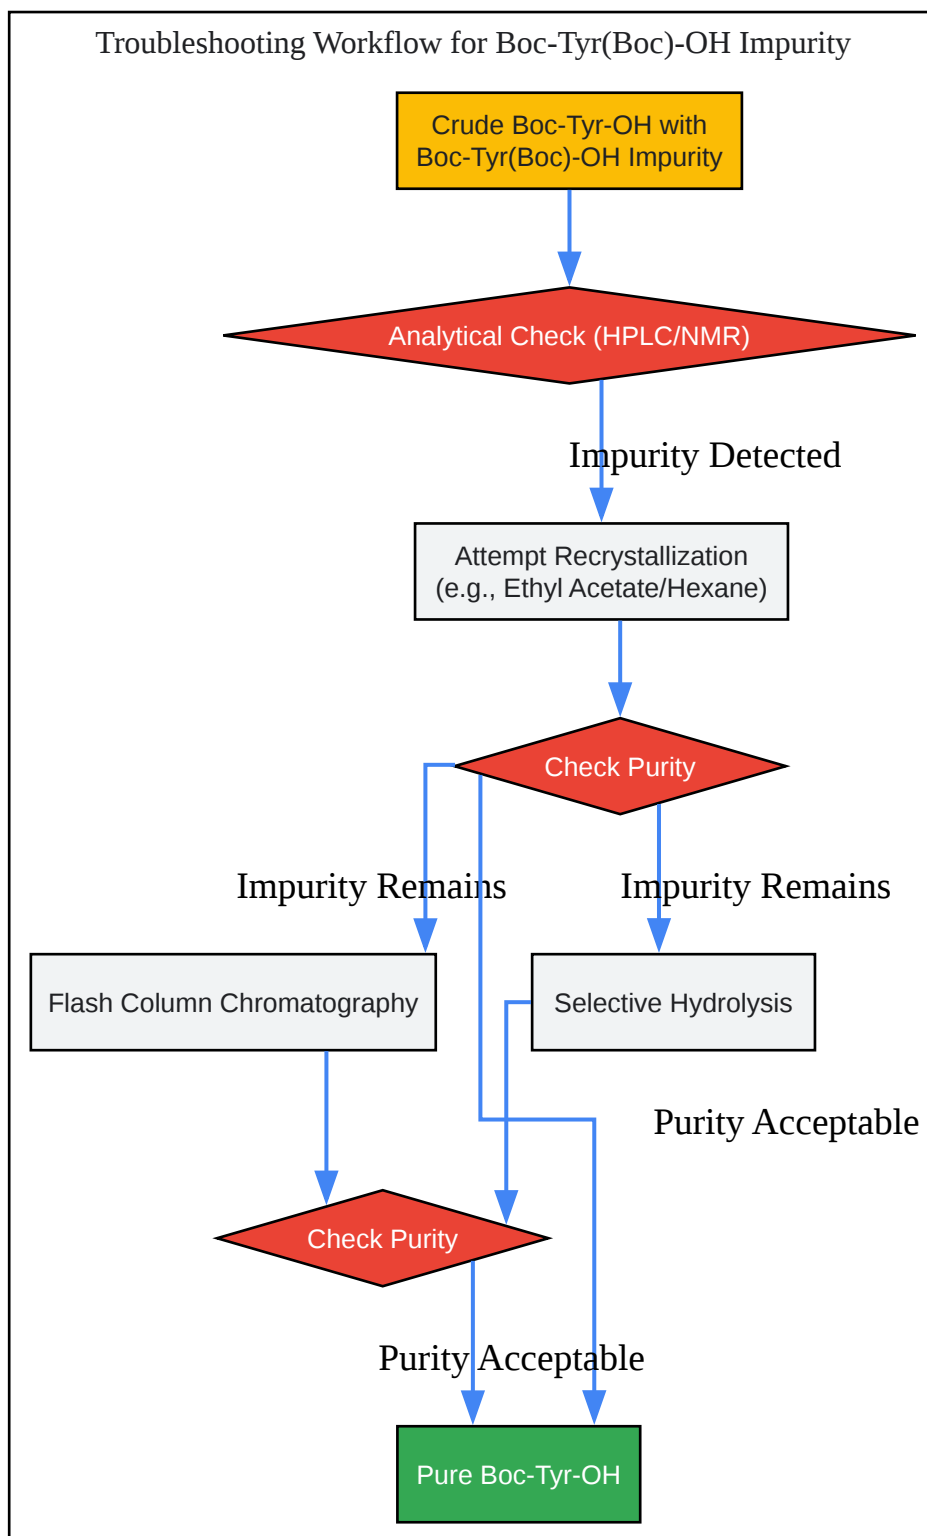 Troubleshooting Workflow for Boc-Tyr(Boc)-OH Impurity
Crude Boc-Tyr-OH with
Boc-Tyr(Boc)-OH Impurity
Analytical Check (HPLC/NMR)
Impurity Detected
Attempt Recrystallization
(e.g., Ethyl Acetate/Hexane)
Check Purity
Impurity Remains
Impurity Remains
Flash Column Chromatography
Selective Hydrolysis
Purity Acceptable
Check Purity
Purity Acceptable
Pure Boc-Tyr-OH